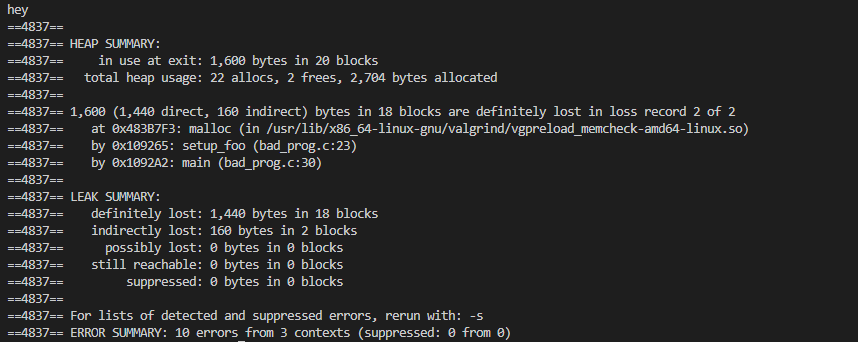 hey
==4837==
==4837== HEAP SUMMARY:
==4837==     in use at exit: 1,600 bytes in 20 blocks
==4837==   total heap usage: 22 allocs, 2 frees, 2,704 bytes allocated
==4837==
==4837== 1,600 (1,440 direct, 160 indirect) bytes in 18 blocks are definitely lost in loss record 2 of 2
==4837==    at 0x483B7F3: malloc (in /usr/lib/x86_64-linux-gnu/valgrind/vgpreload_memcheck-amd64-linux.so)
==4837==    by 0x109265: setup_foo (bad_prog.c:23)
==4837==    by 0x1092A2: main (bad_prog.c:30)
==4837==
==4837== LEAK SUMMARY:
==4837==    definitely lost: 1,440 bytes in 18 blocks
==4837==    indirectly lost: 160 bytes in 2 blocks
==4837==      possibly lost: 0 bytes in 0 blocks
==4837==    still reachable: 0 bytes in 0 blocks
==4837==         suppressed: 0 bytes in 0 blocks
==4837==
==4837== For lists of detected and suppressed errors, rerun with: -s
==4837== ERROR SUMMARY: 10 errors from 3 contexts (suppressed: 0 from 0)